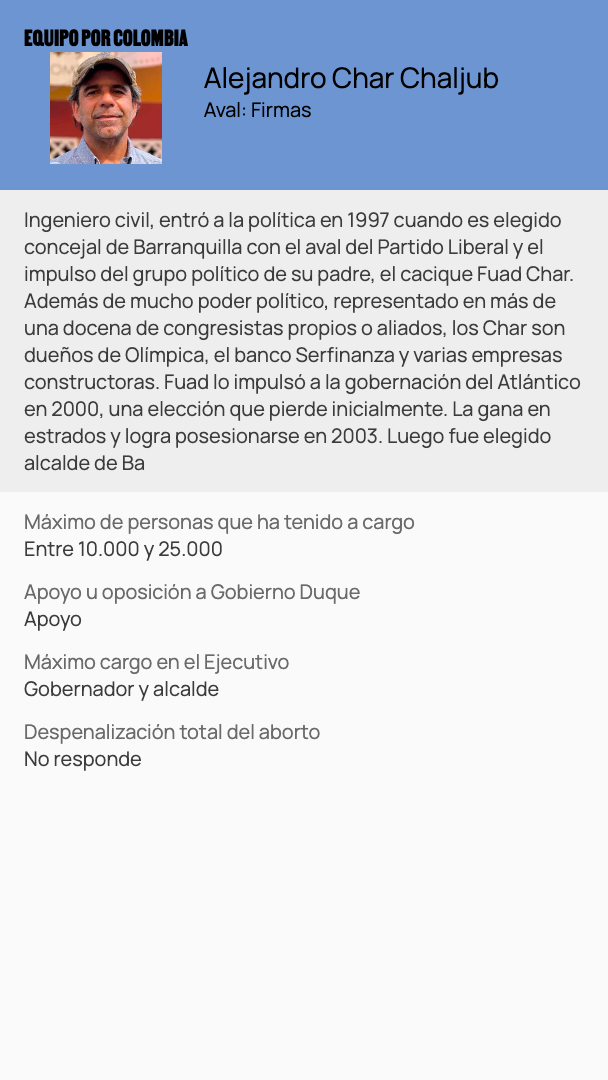 EQUIPO POR COLOMBIA
Alejandro Char Chaljub
Aval: Firmas
Ingeniero civil, entró a la política en 1997 cuando es elegido
concejal de Barranquilla con el aval del Partido Liberal y el
impulso del grupo político de su padre, el cacique Fuad Char.
Además de mucho poder político, representado en más de
una docena de congresistas propios o aliados, los Char son
dueños de Olímpica, el banco Serfinanza y varias empresas
constructoras. Fuad lo impulsó a la gobernación del Atlántico
en 2000, una elección que pierde inicialmente. La gana en
estrados y logra posesionarse en 2003. Luego fue elegido
alcalde de Ba
Máximo de personas que ha tenido a cargo
Entre 10.000 y 25.000
Apoyo u oposición a Gobierno Duque
Apoyo
Máximo cargo en el Ejecutivo
Gobernador y alcalde
Despenalización total del aborto
No responde